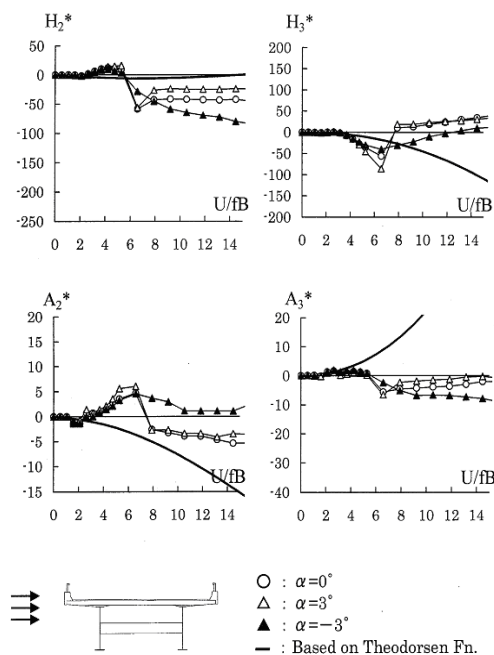 H2*
50
0
-50
-100
-150
-200
-250
U/fB
0 2 4 6 8 10 12 14
H3*
200
150
100
50
0
-50
-100
-150
-200
U/fB
0 2 4 6 8 10 12 14
A2*
20
15
10
5
0
-5
-10
-15
U/fB
0 2 4 6 8 10 12 14
A3*
20
10
0
-10
-20
-30
-40
U/fB
0 2 4 6 8 10 12 14
: α=0°
: α=3°
: α=−3°
: Based on Theodorsen Fn.